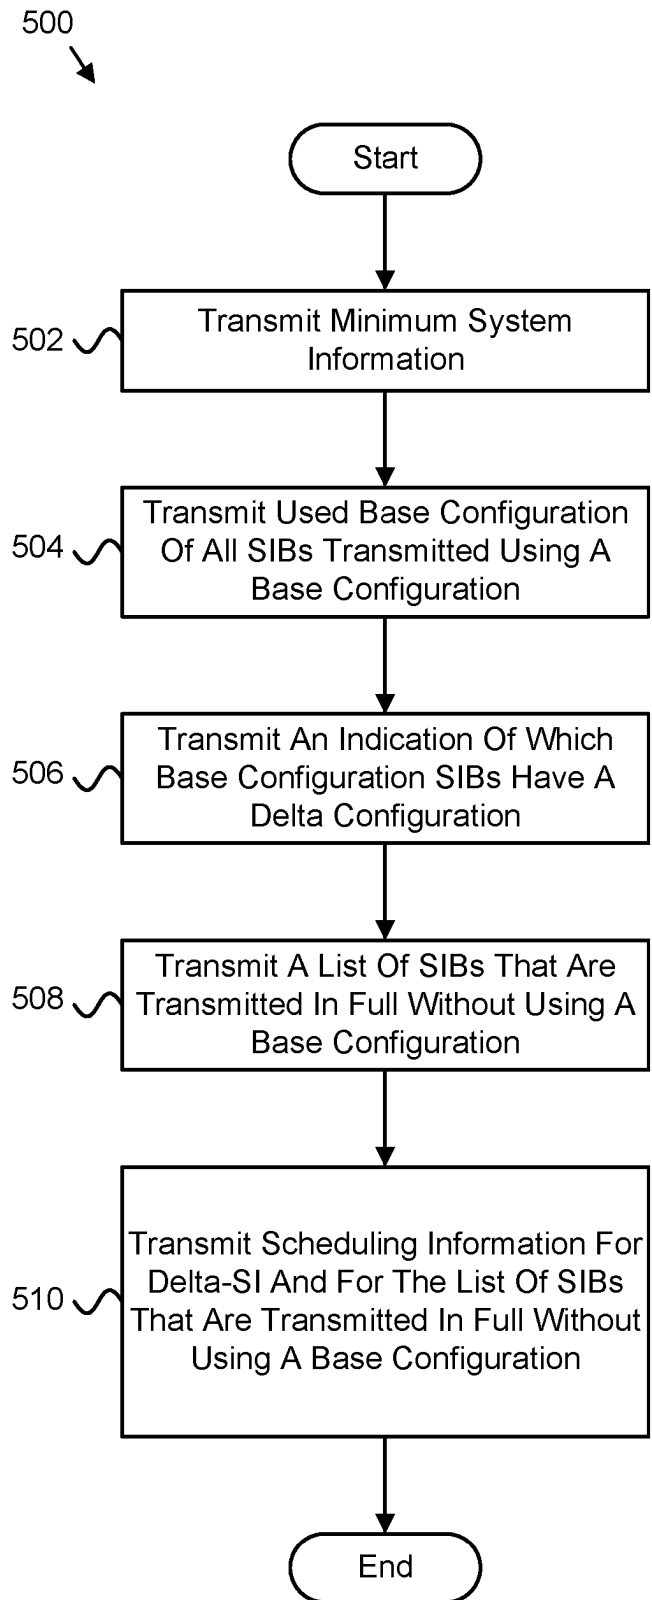 500
Start
502
Transmit Minimum System
Information
504
Transmit Used Base Configuration
Of All SIBs Transmitted Using A
Base Configuration
506
Transmit An Indication Of Which
Base Configuration SIBs Have A
Delta Configuration
508
Transmit A List Of SIBs That Are
Transmitted In Full Without Using A
Base Configuration
510
Transmit Scheduling Information For
Delta-SI And For The List Of SIBs
That Are Transmitted In Full Without
Using A Base Configuration
End